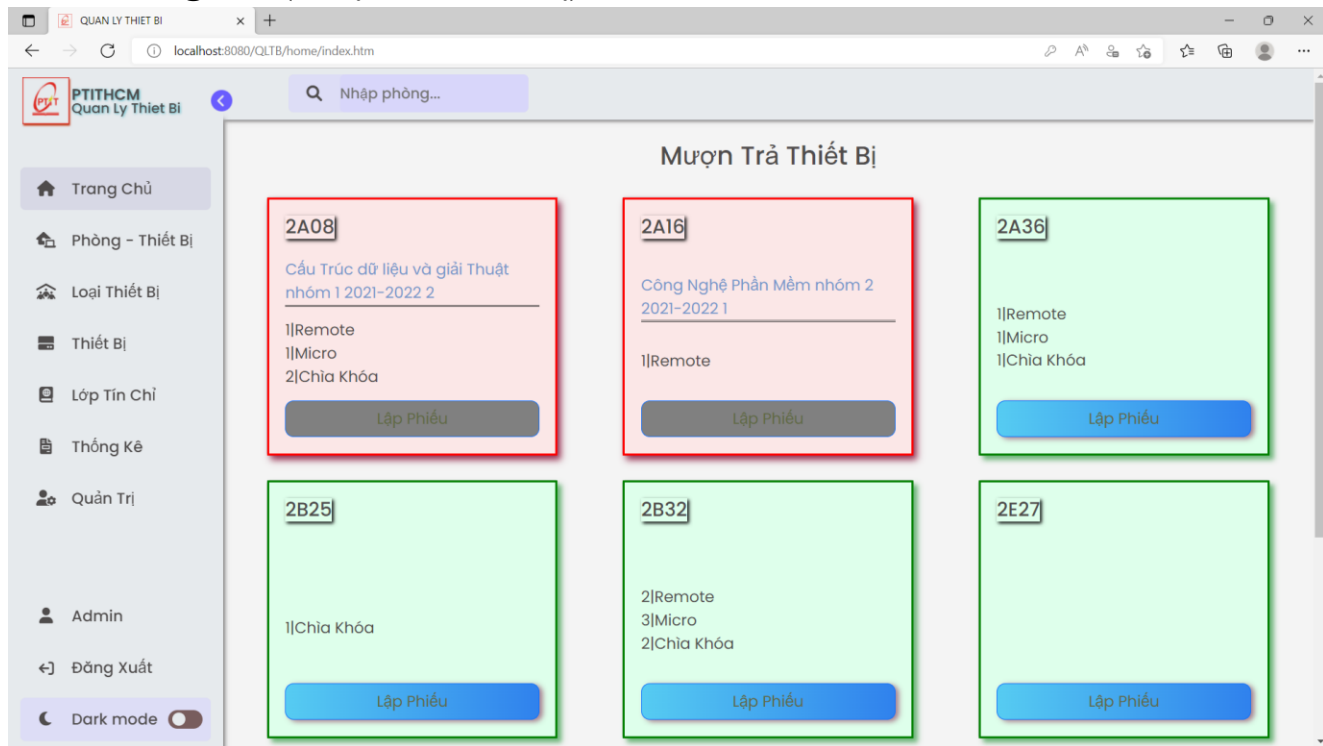 QUAN LY THIET BI
localhost:8080/QLTB/home/index.htm
PTIT
PTITHCM
Quan Ly Thiet Bi
Nhập phòng...
Trang Chủ
Phòng - Thiết Bị
Loại Thiết Bị
Thiết Bị
Lớp Tín Chỉ
Thống Kê
Quản Trị
Admin
Đăng Xuất
Dark mode
Mượn Trả Thiết Bị
2A08
Cấu Trúc dữ liệu và giải Thuật
nhóm 1 2021-2022 2
1|Remote
1|Micro
2|Chìa Khóa
Lập Phiếu
2A16
Công Nghệ Phần Mềm nhóm 2
2021-2022 1
1|Remote
Lập Phiếu
2A36
1|Remote
1|Micro
1|Chìa Khóa
Lập Phiếu
2B25
1|Chìa Khóa
Lập Phiếu
2B32
2|Remote
3|Micro
2|Chìa Khóa
Lập Phiếu
2E27
Lập Phiếu